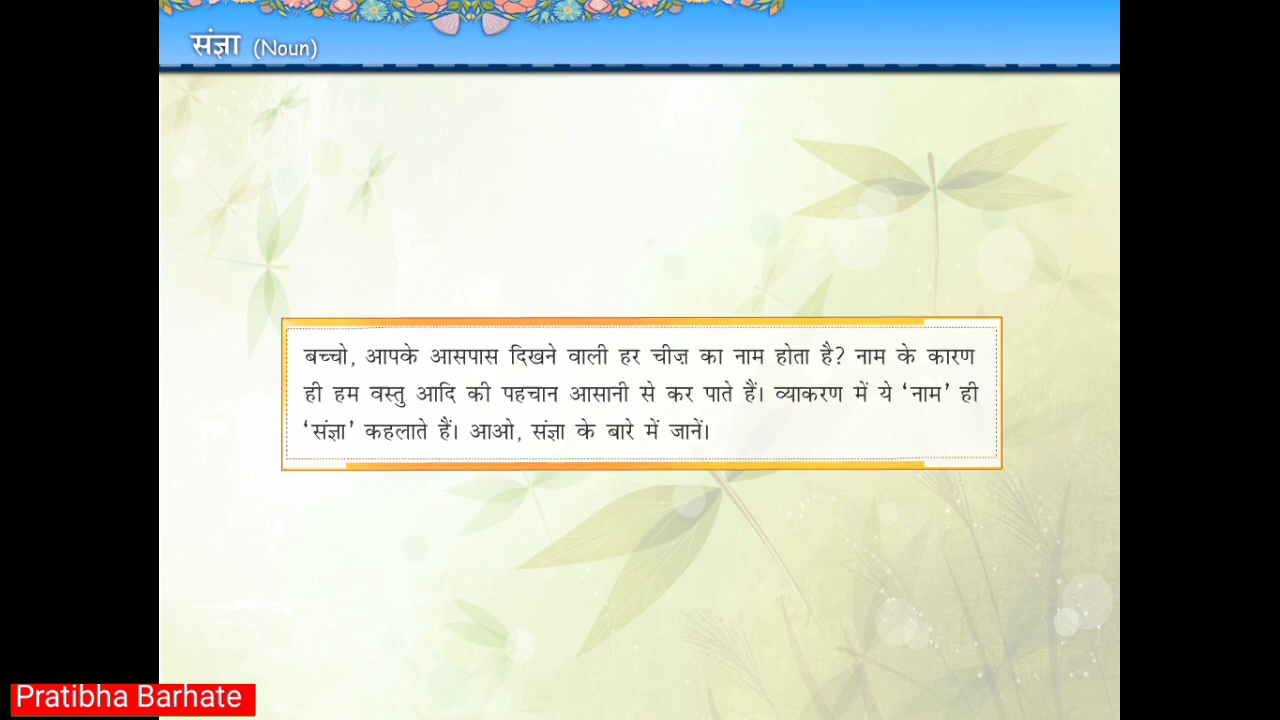 संज्ञा (Noun)
बच्चो, आपके आसपास दिखने वाली हर चीज़ का नाम होता है? नाम के कारण
ही हम वस्तु आदि की पहचान आसानी से कर पाते हैं। व्याकरण में ये ‘नाम’ ही
‘संज्ञा’ कहलाते हैं। आओ, संज्ञा के बारे में जानें।
Pratibha Barhate